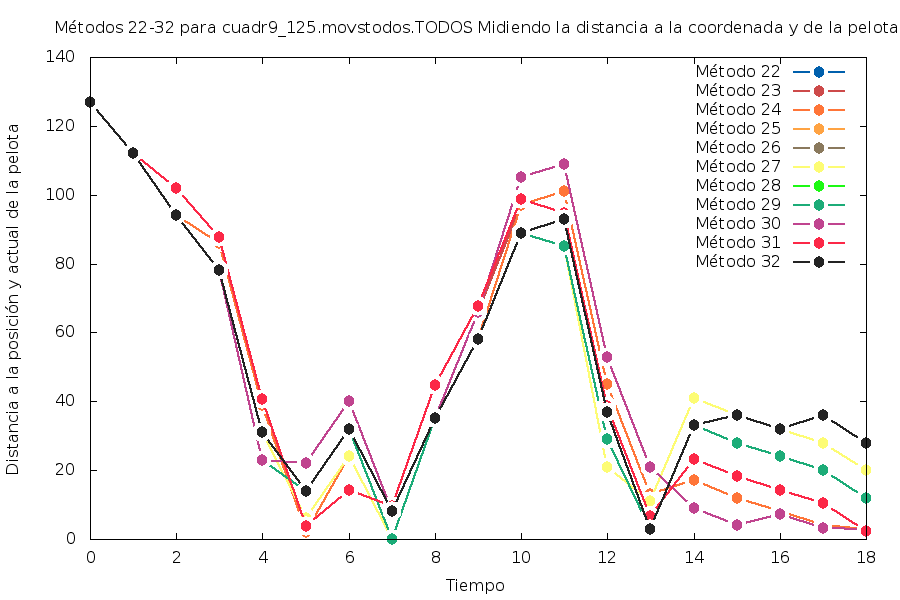 Métodos 22-32 para cuadr9_125.movstodos.TODOS Midiendo la distancia a la coordenada y de la pelota
140
120
100
80
60
40
20
0
Distancia a la posición y actual de la pelota
Método 22
Método 23
Método 24
Método 25
Método 26
Método 27
Método 28
Método 29
Método 30
Método 31
Método 32
0 2 4 6 8 10 12 14 16 18
Tiempo